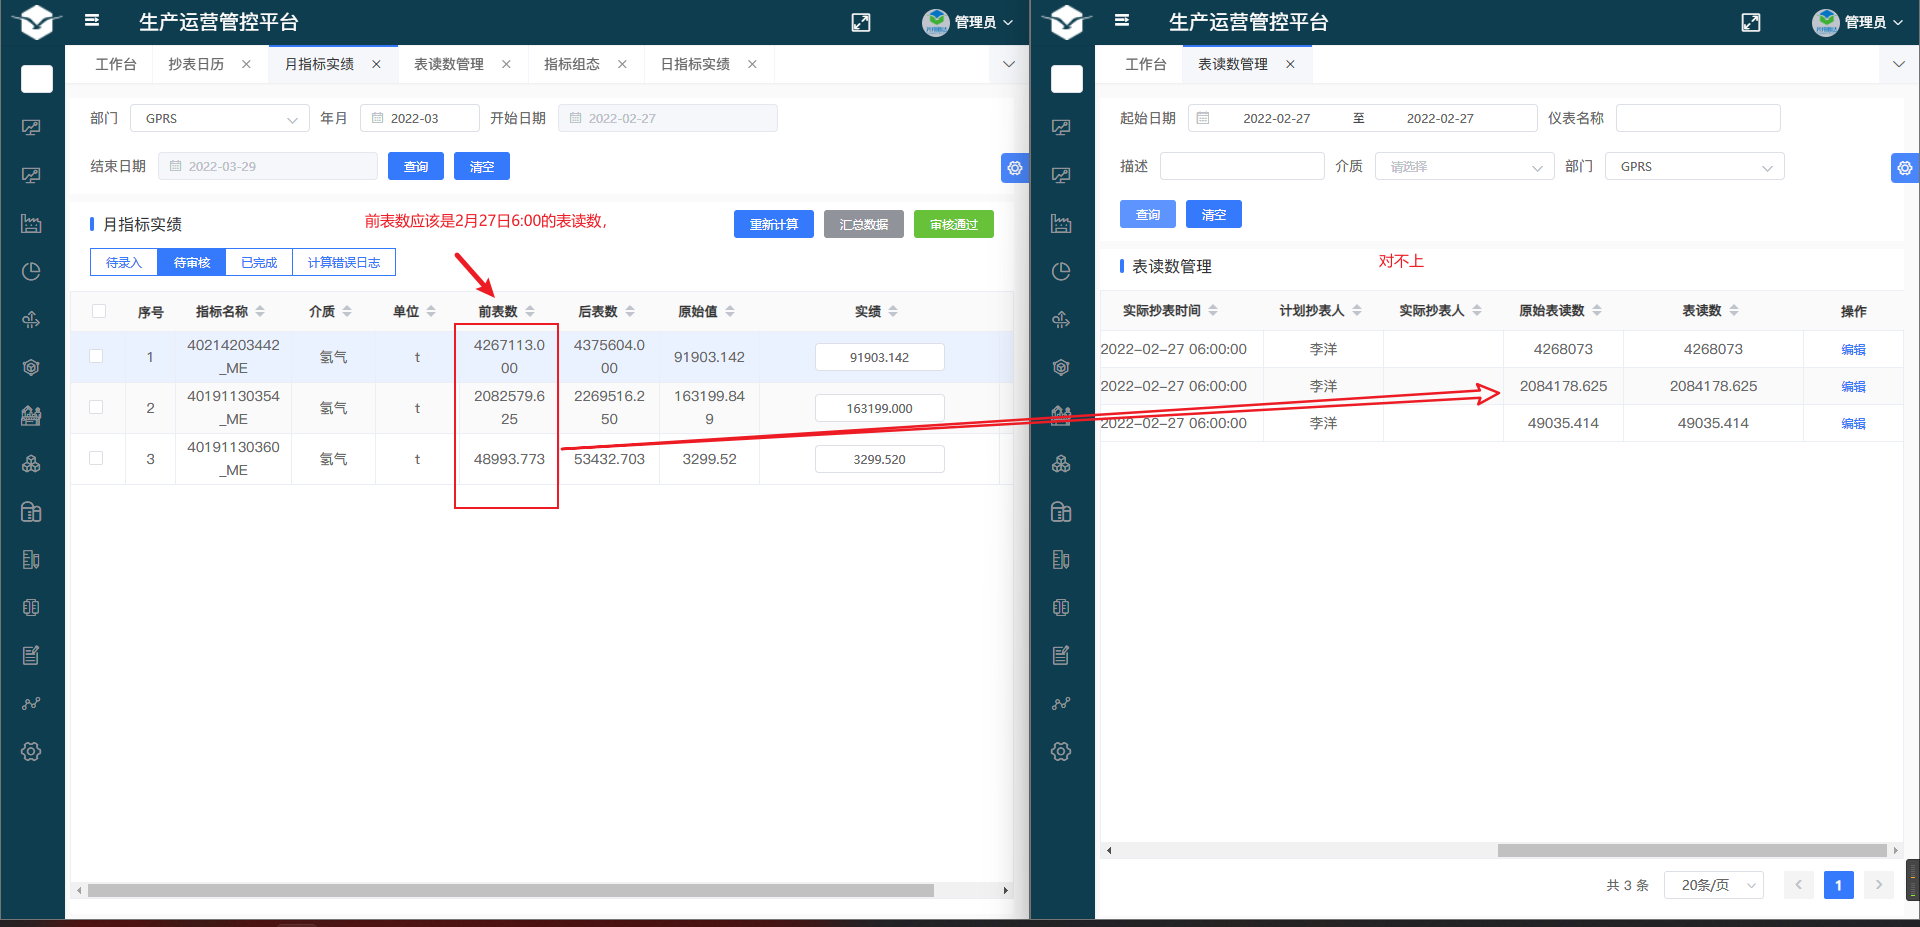 生产运营管控平台
管理员
工作台
抄表日历
月指标实绩
表读数管理
指标组态
日指标实绩
部门 GPRS 年月 2022-03 开始日期 2022-02-27
结束日期 2022-03-29 查询 清空
月指标实绩
前表数应该是2月27日6:00的表读数，
重新计算 汇总数据 审核通过
待录入 待审核 已完成 计算错误日志
序号 指标名称 介质 单位 前表数 后表数 原始值 实绩
1 40214203442_ME 氢气 t 4267113.000 4375604.000 91903.142 91903.142
2 40191130354_ME 氢气 t 2082579.625 2269516.250 163199.849 163199.000
3 40191130360_ME 氢气 t 48993.773 53432.703 3299.52 3299.520
生产运营管控平台
管理员
工作台
表读数管理
起始日期 2022-02-27 至 2022-02-27 仪表名称
描述 介质 请选择 部门 GPRS
查询 清空
表读数管理
对不上
实际抄表时间 计划抄表人 实际抄表人 原始表读数 表读数 操作
2022-02-27 06:00:00 李洋 4268073 4268073 编辑
2022-02-27 06:00:00 李洋 2084178.625 2084178.625 编辑
2022-02-27 06:00:00 李洋 49035.414 49035.414 编辑
共 3 条 20条/页 1